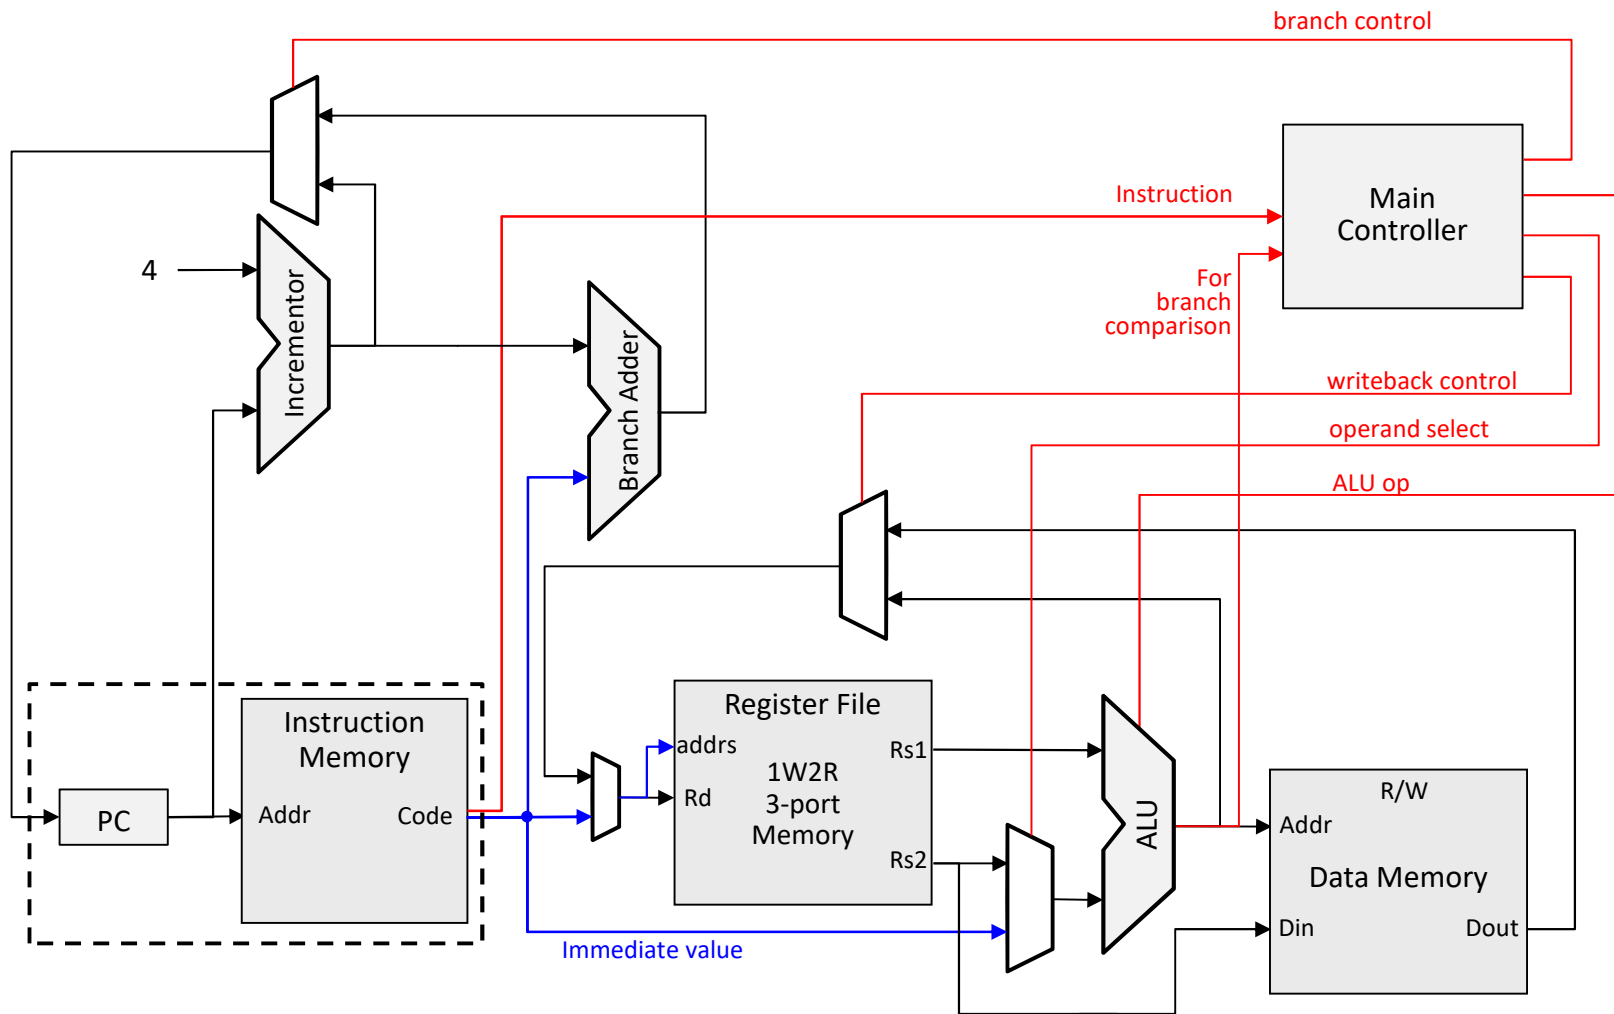 branch control
Instruction
Main
Controller
4
Incrementor
For
branch
comparison
Branch Adder
writeback control
operand select
ALU op
Instruction
Memory
Register File
addrs
Rs1
1W2R
3-port
Memory
Rd
Rs2
PC
Addr
Code
ALU
R/W
Addr
Data Memory
Din
Dout
Immediate value